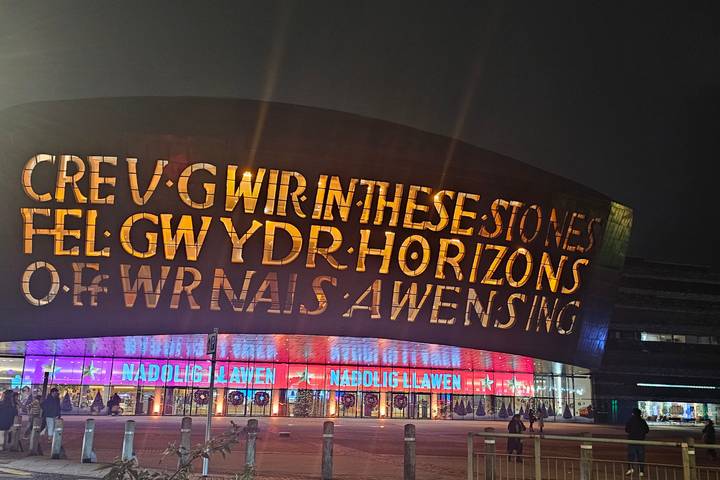 CREU·GWIR IN·THESE·STONES
FEL·GWYDR·HORIZONS
O·FFWRNAIS·AWEN SING
NADOLIG LLAWEN NADOLIG LLAWEN